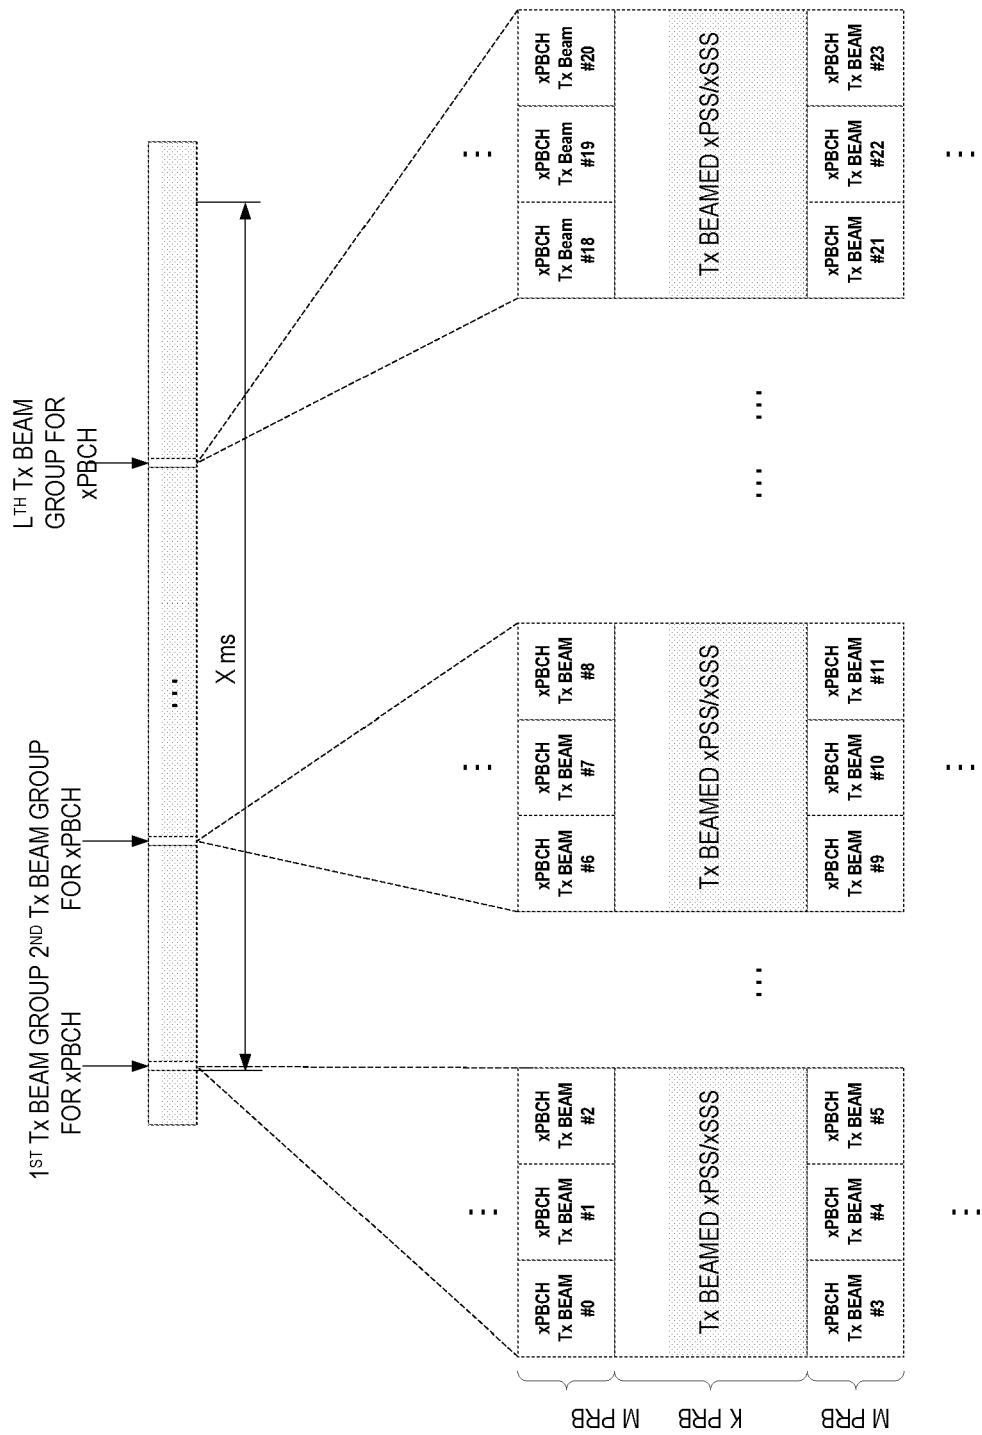 1ST Tx BEAM GROUP
FOR xPBCH
2ND Tx BEAM GROUP
FOR xPBCH
LTH Tx BEAM
GROUP FOR
xPBCH
...
X ms
M PRB
K PRB
M PRB
...
xPBCH
Tx BEAM
#0
xPBCH
Tx BEAM
#1
xPBCH
Tx BEAM
#2
Tx BEAMED xPSS/xSSS
xPBCH
Tx BEAM
#3
xPBCH
Tx BEAM
#4
xPBCH
Tx BEAM
#5
...
...
...
xPBCH
Tx BEAM
#6
xPBCH
Tx BEAM
#7
xPBCH
Tx BEAM
#8
Tx BEAMED xPSS/xSSS
xPBCH
Tx BEAM
#9
xPBCH
Tx BEAM
#10
xPBCH
Tx BEAM
#11
...
... ...
...
xPBCH
Tx Beam
#18
xPBCH
Tx Beam
#19
xPBCH
Tx Beam
#20
Tx BEAMED xPSS/xSSS
xPBCH
Tx BEAM
#21
xPBCH
Tx BEAM
#22
xPBCH
Tx BEAM
#23
...